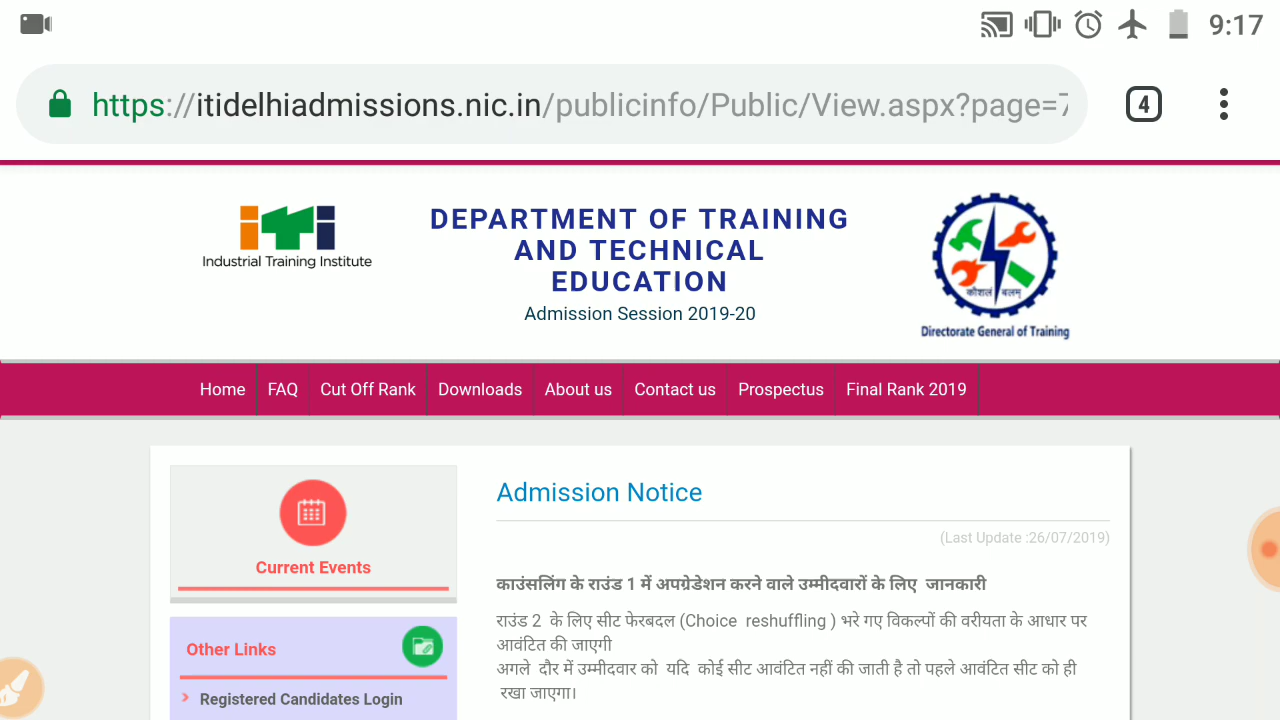 9:17
https://itidelhiadmissions.nic.in/publicinfo/Public/View.aspx?page=7
4
Industrial Training Institute
DEPARTMENT OF TRAINING
AND TECHNICAL
EDUCATION
Admission Session 2019-20
कौशलं बलम्
Directorate General of Training
Home FAQ Cut Off Rank Downloads About us Contact us Prospectus Final Rank 2019
Current Events
Other Links
Registered Candidates Login
Admission Notice
(Last Update :26/07/2019)
काउंसलिंग के राउंड 1 में अपग्रेडेशन करने वाले उम्मीदवारों के लिए जानकारी
राउंड 2 के लिए सीट फेरबदल (Choice reshuffling ) भरे गए विकल्पों की वरीयता के आधार पर
आवंटित की जाएगी
अगले दौर में उम्मीदवार को यदि कोई सीट आवंटित नहीं की जाती है तो पहले आवंटित सीट को ही
रखा जाएगा।